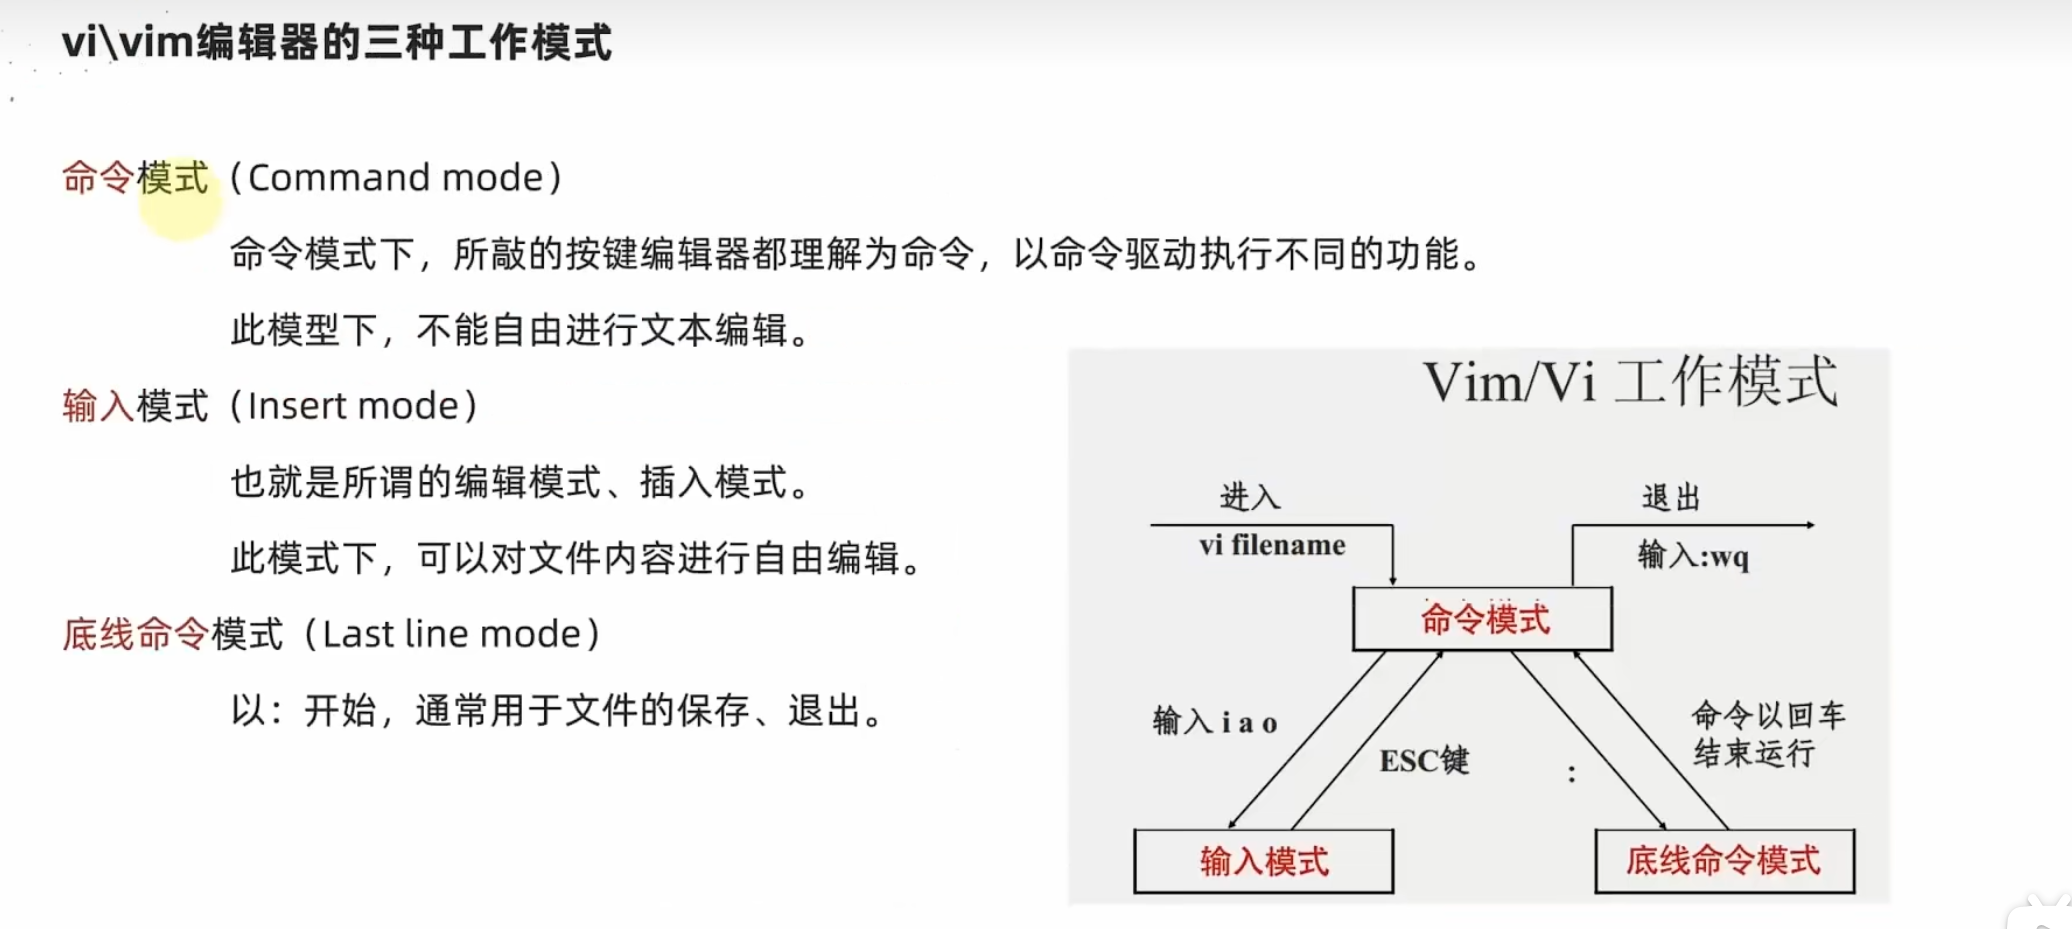 vi\vim编辑器的三种工作模式
命令模式（Command mode）
命令模式下，所敲的按键编辑器都理解为命令，以命令驱动执行不同的功能。
此模型下，不能自由进行文本编辑。
输入模式（Insert mode）
也就是所谓的编辑模式、插入模式。
此模式下，可以对文件内容进行自由编辑。
底线命令模式（Last line mode）
以：开始，通常用于文件的保存、退出。
Vim/Vi 工作模式
进入
vi filename
退出
输入:wq
命令模式
输入 i a o
ESC键
:
命令以回车
结束运行
输入模式
底线命令模式